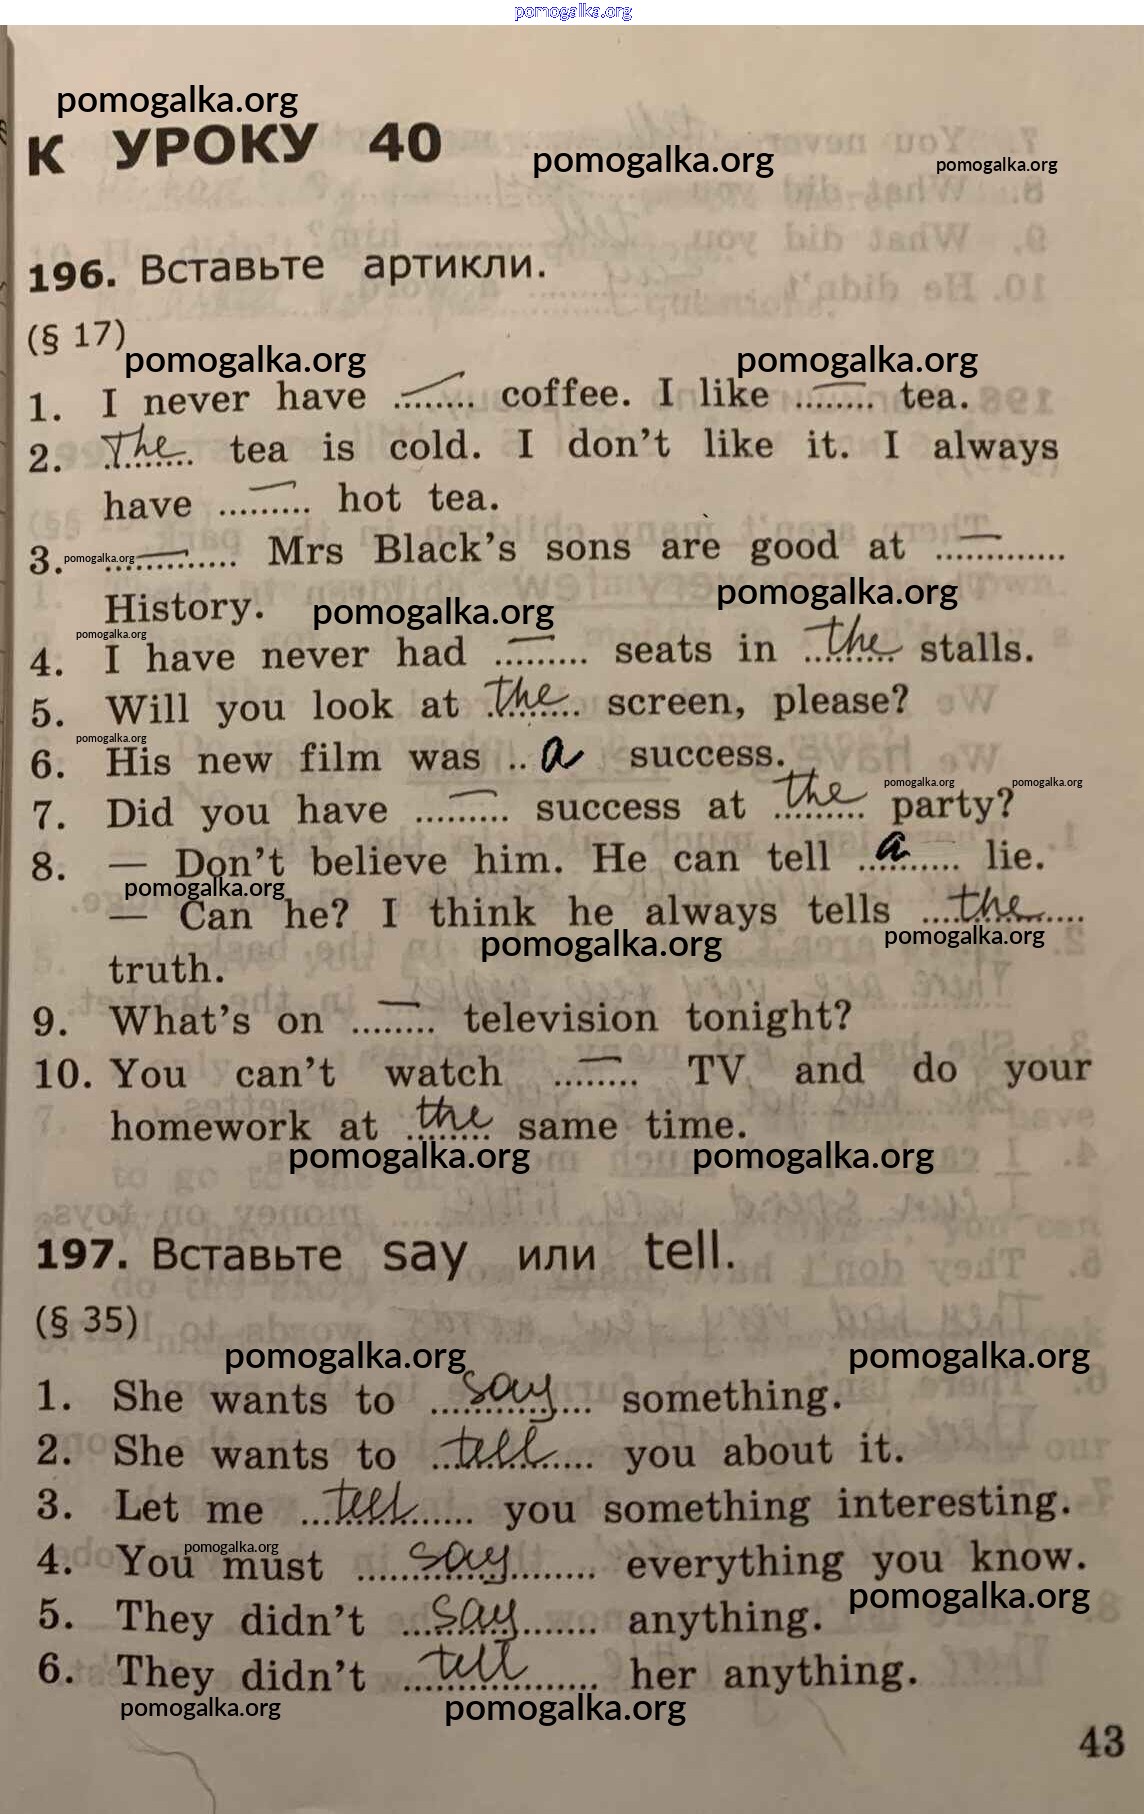 pomogalka.org
pomogalka.org
К УРОКУ 40
pomogalka.org
pomogalka.org
196. Вставьте артикли.
(§ 17)
pomogalka.org
pomogalka.org
1. I never have ....—.... coffee. I like ....—.... tea.
2. The tea is cold. I don't like it. I always
have ....—.... hot tea.
3. pomogalka.org ....—.... Mrs Black's sons are good at ....—....
History.
pomogalka.org
pomogalka.org
pomogalka.org
4. I have never had ....—.... seats in the stalls.
5. Will you look at the screen, please?
pomogalka.org
6. His new film was .. a success.
pomogalka.org
pomogalka.org
7. Did you have ....—.... success at the party?
8. — Don't believe him. He can tell a lie.
pomogalka.org
— Can he? I think he always tells the
pomogalka.org
pomogalka.org
truth.
9. What's on ....—.... television tonight?
10. You can't watch ....—.... TV and do your
homework at the same time.
pomogalka.org
pomogalka.org
197. Вставьте say или tell.
(§ 35)
pomogalka.org
pomogalka.org
1. She wants to say something.
2. She wants to tell you about it.
3. Let me tell you something interesting.
pomogalka.org
4. You must say everything you know.
pomogalka.org
5. They didn't say anything.
6. They didn't tell her anything.
pomogalka.org
pomogalka.org
43